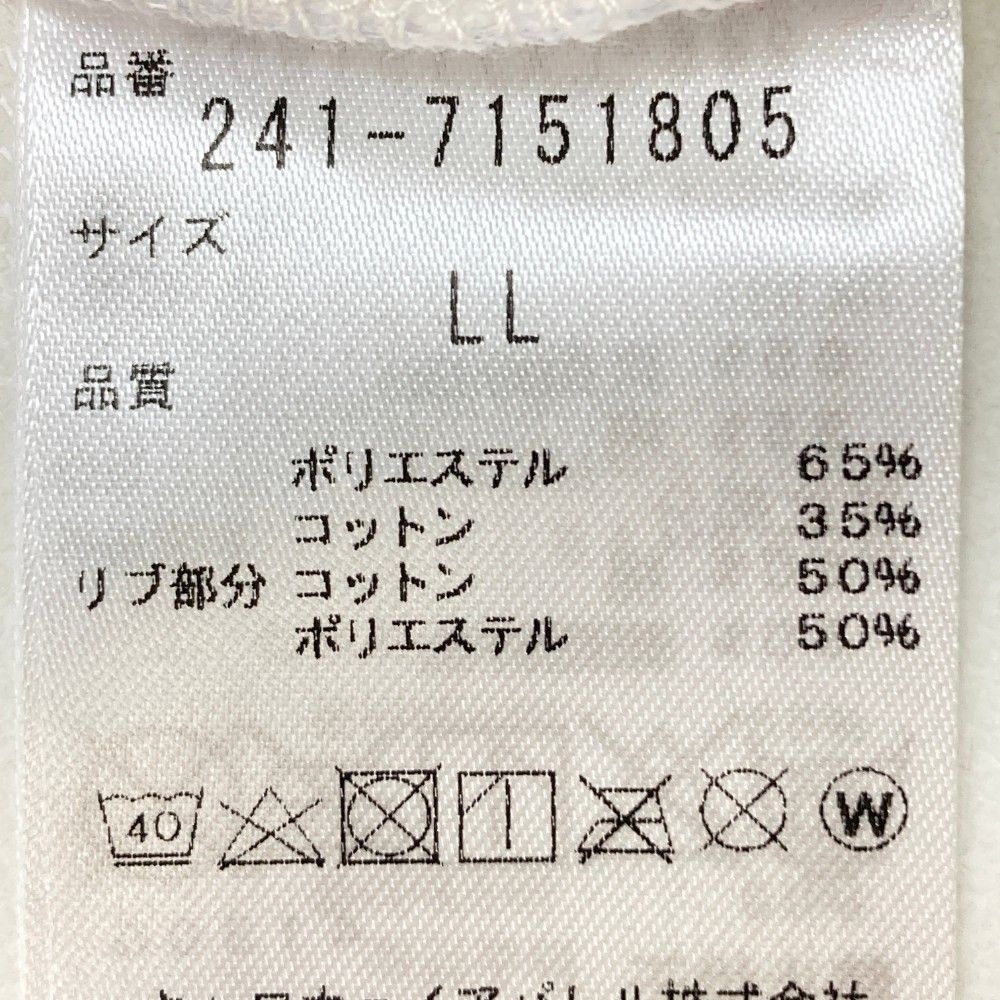 品番
241-7151805
サイズ
LL
品質
ポリエステル 65%
コットン 35%
リブ部分 コットン 50%
ポリエステル 50%
40 W